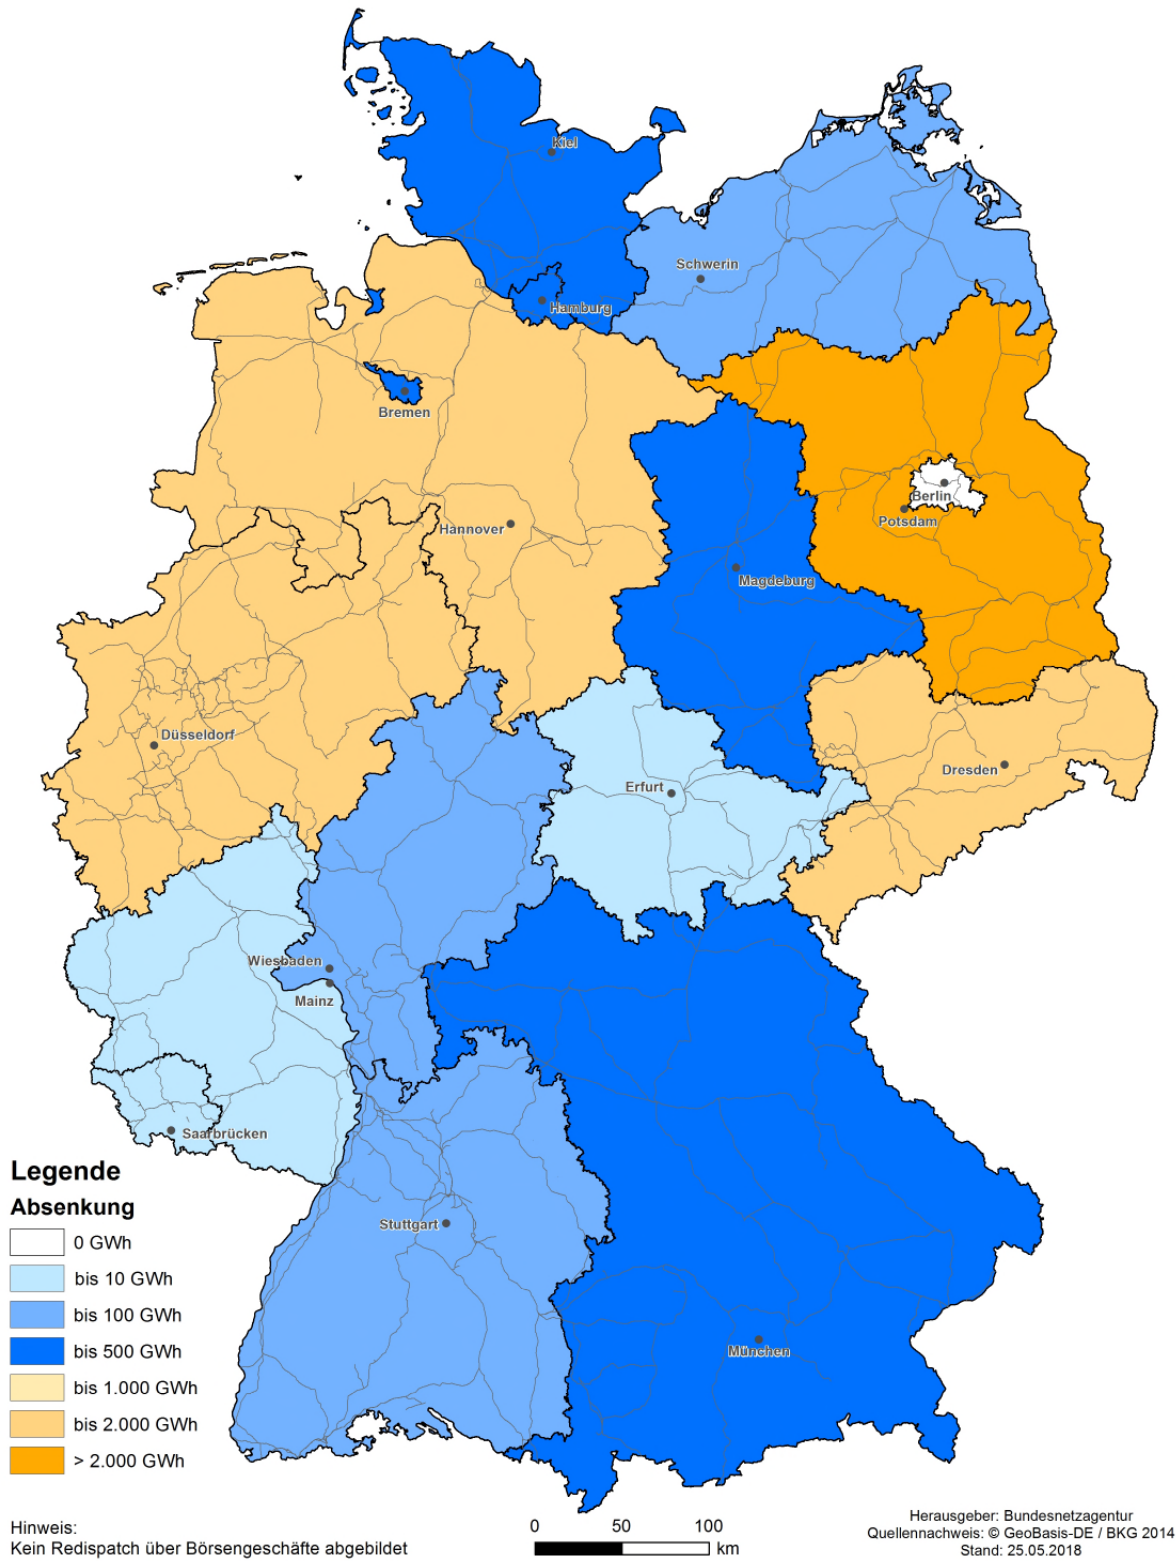 Kiel
Schwerin
Hamburg
Bremen
Berlin
Potsdam
Hannover
Magdeburg
Düsseldorf
Dresden
Erfurt
Wiesbaden
Mainz
Saarbrücken
Stuttgart
München
Legende
Absenkung
0 GWh
bis 10 GWh
bis 100 GWh
bis 500 GWh
bis 1.000 GWh
bis 2.000 GWh
> 2.000 GWh
Hinweis:
Kein Redispatch über Börsengeschäfte abgebildet
0 50 100
km
Herausgeber: Bundesnetzagentur
Quellennachweis: © GeoBasis-DE / BKG 2014
Stand: 25.05.2018